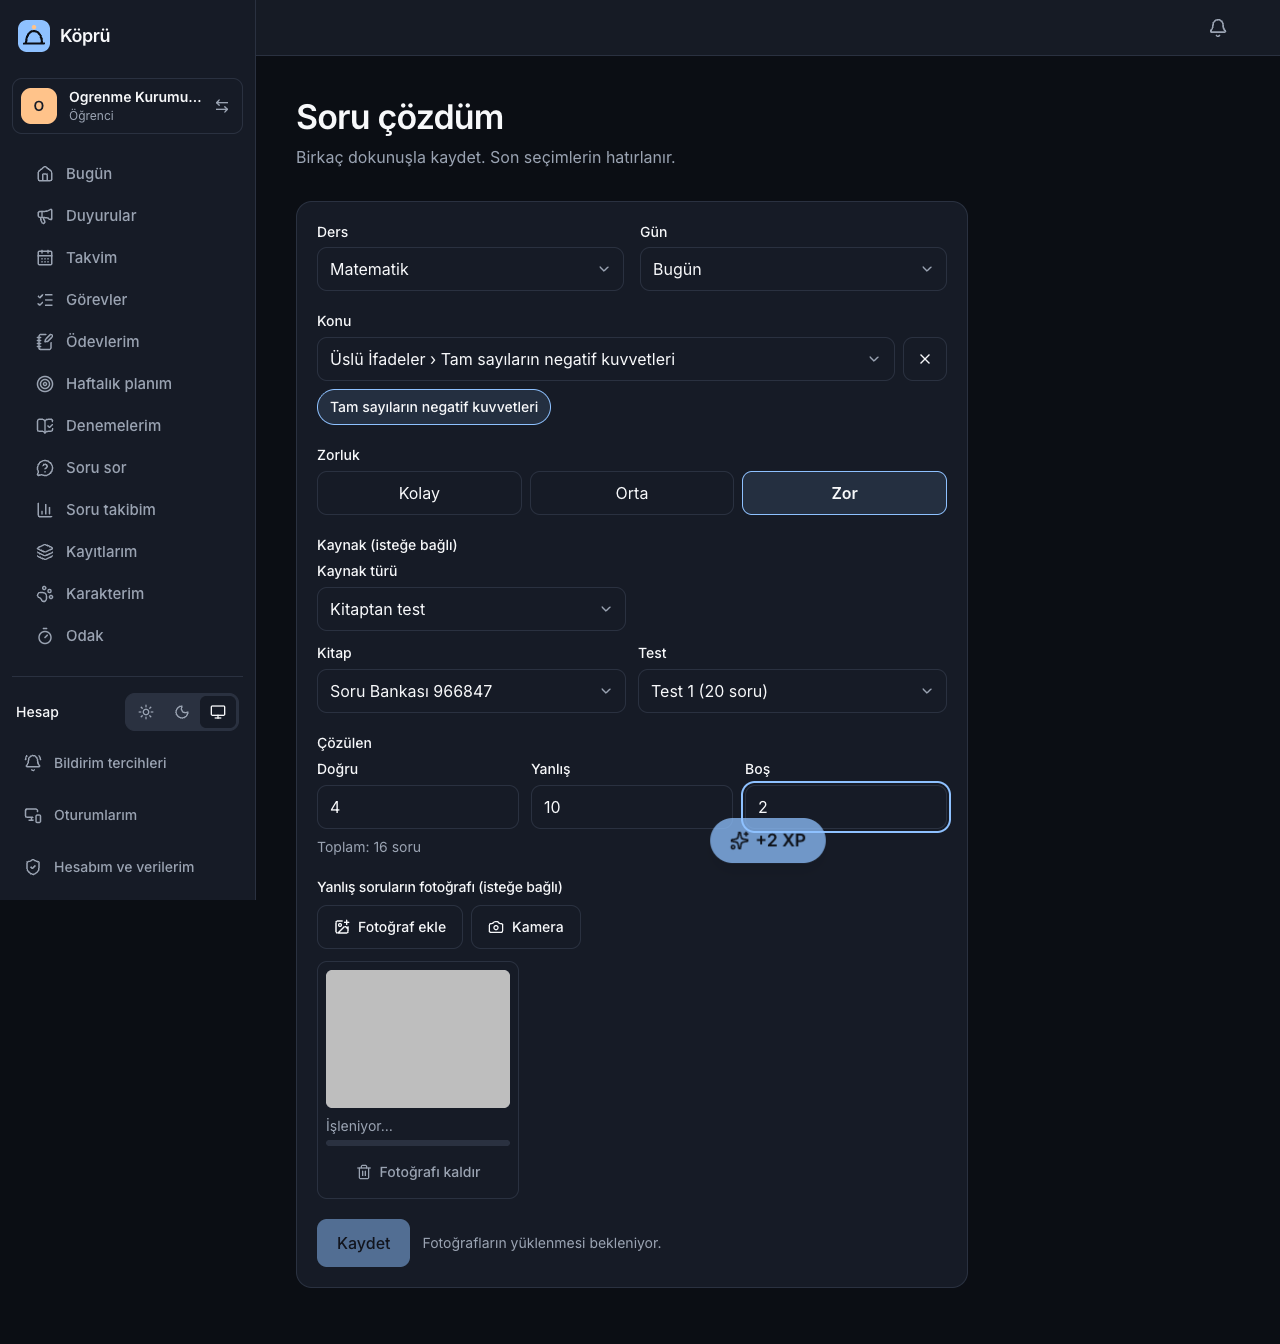 Köprü
O
Ogrenme Kurumu...
Öğrenci
Bugün
Duyurular
Takvim
Görevler
Ödevlerim
Haftalık planım
Denemelerim
Soru sor
Soru takibim
Kayıtlarım
Karakterim
Odak
Hesap
Bildirim tercihleri
Oturumlarım
Hesabım ve verilerim
Soru çözdüm
Birkaç dokunuşla kaydet. Son seçimlerin hatırlanır.
Ders
Gün
Matematik
Bugün
Konu
Üslü İfadeler › Tam sayıların negatif kuvvetleri
Tam sayıların negatif kuvvetleri
Zorluk
Kolay
Orta
Zor
Kaynak (isteğe bağlı)
Kaynak türü
Kitaptan test
Kitap
Test
Soru Bankası 966847
Test 1 (20 soru)
Çözülen
Doğru
Yanlış
Boş
4
10
2
+2 XP
Toplam: 16 soru
Yanlış soruların fotoğrafı (isteğe bağlı)
Fotoğraf ekle
Kamera
İşleniyor...
Fotoğrafı kaldır
Kaydet
Fotoğrafların yüklenmesi bekleniyor.